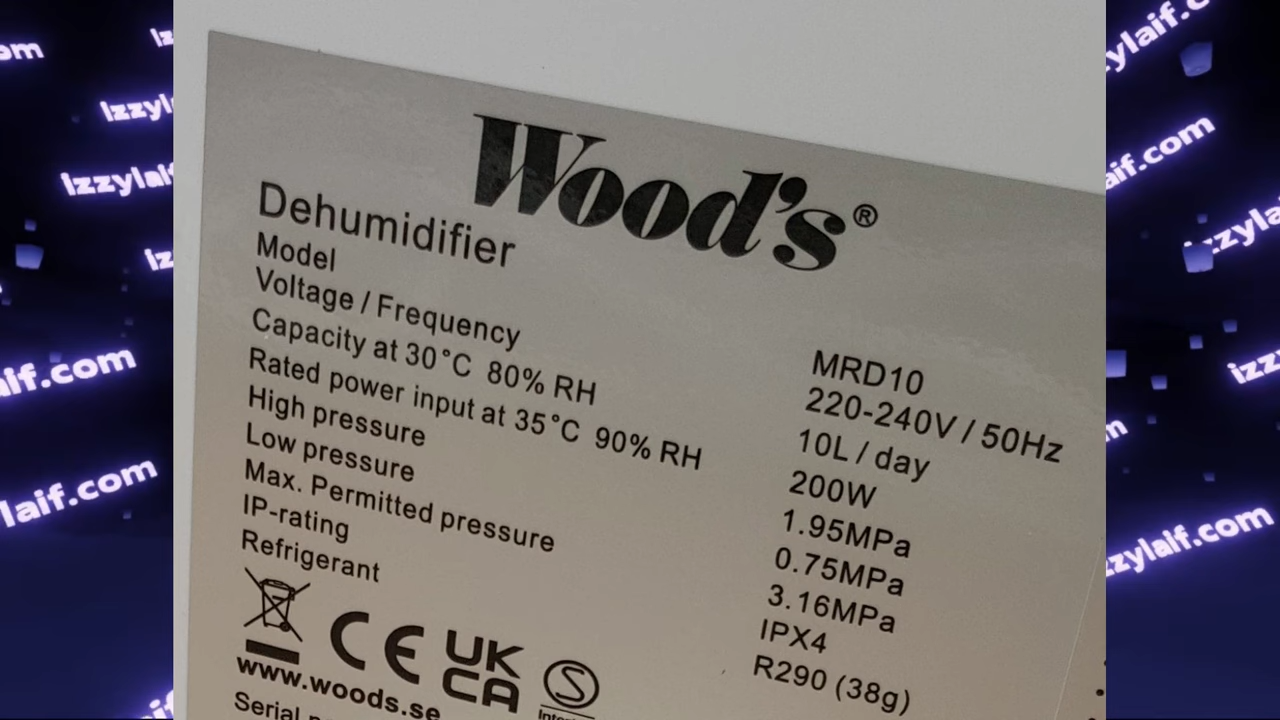 Wood's®
Dehumidifier
Model MRD10
Voltage / Frequency 220-240V / 50Hz
Capacity at 30°C 80% RH 10L / day
Rated power input at 35°C 90% RH 200W
High pressure 1.95MPa
Low pressure 0.75MPa
Max. Permitted pressure 3.16MPa
IP-rating IPX4
Refrigerant R290 (38g)
CE UK CA S
www.woods.se
Serial
Izzylaif.com